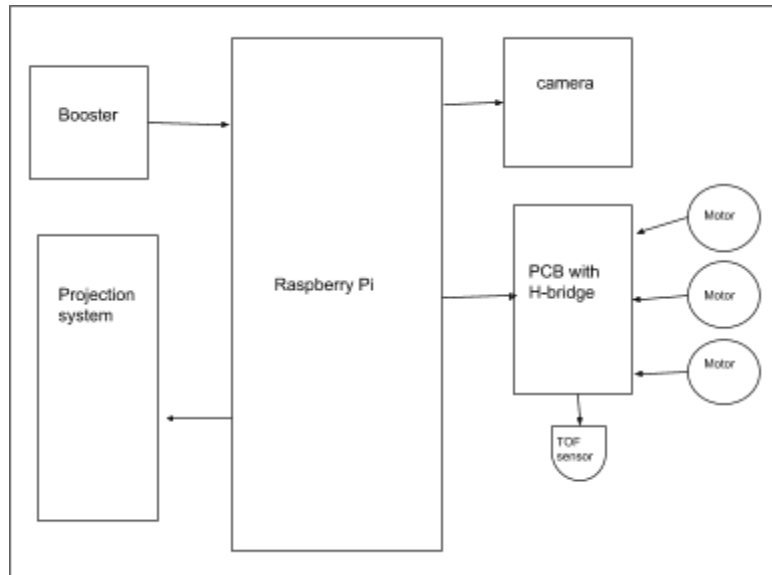 Booster
Projection
system
Raspberry Pi
camera
PCB with
H-bridge
Motor
Motor
Motor
TOF
sensor